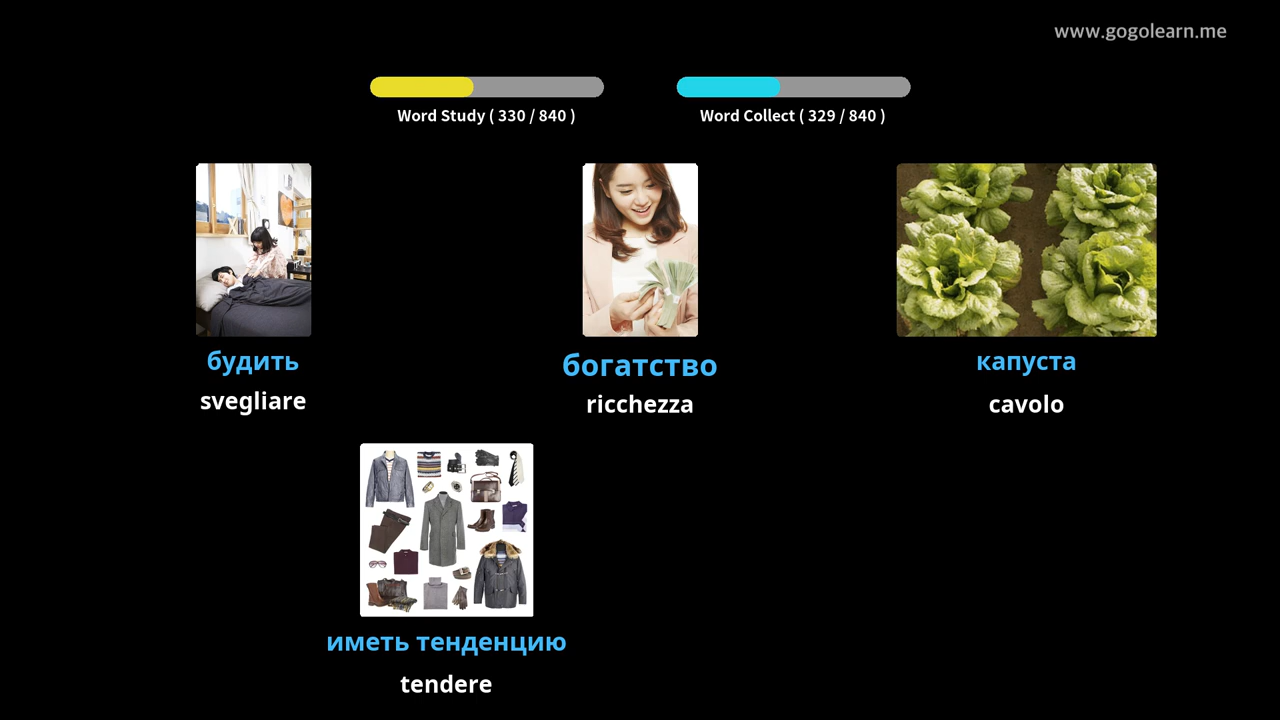 www.gogolearn.me
Word Study ( 330 / 840 )
Word Collect ( 329 / 840 )
будить
svegliare
богатство
ricchezza
капуста
cavolo
иметь тенденцию
tendere